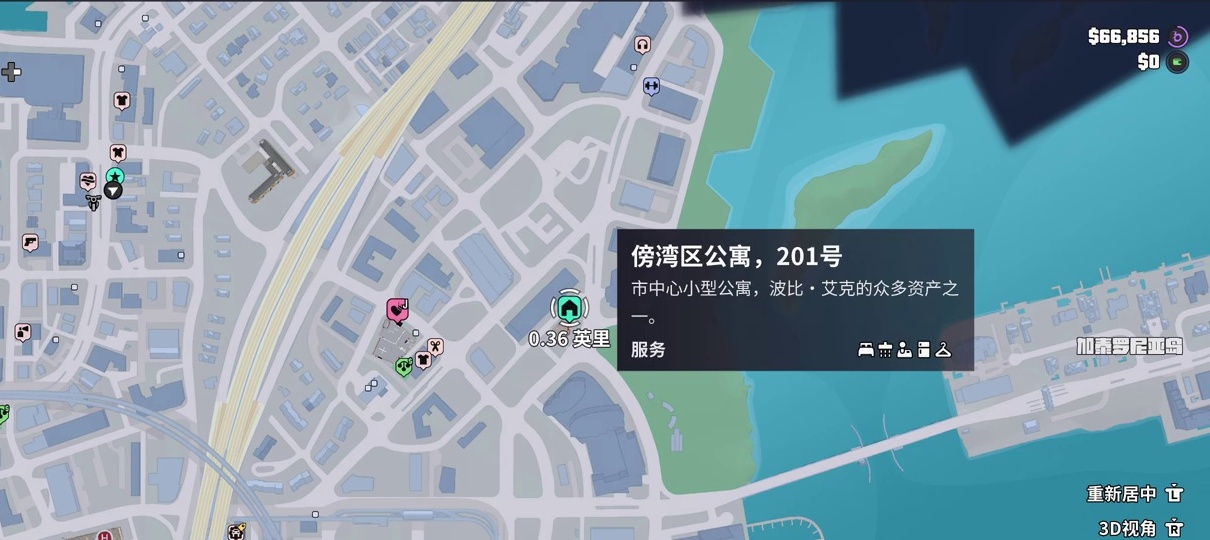 $66,856
$0
傍湾区公寓，201号
市中心小型公寓，波比·艾克的众多资产之
一。
服务
0.36 英里
加泰罗尼亚岛
重新居中
3D视角 R
H